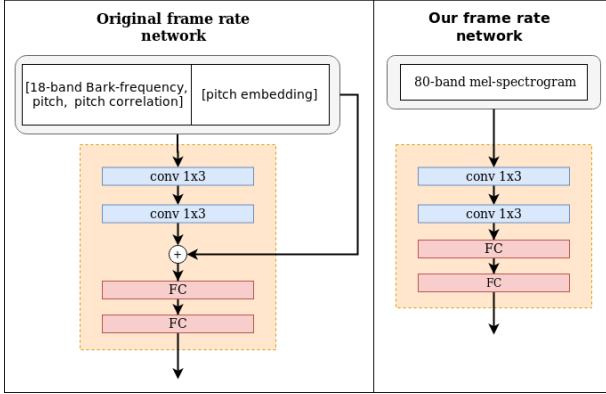 Original frame rate
network
[18-band Bark-frequency,
pitch, pitch correlation]
[pitch embedding]
conv 1x3
conv 1x3
+
FC
FC
Our frame rate
network
80-band mel-spectrogram
conv 1x3
conv 1x3
FC
FC